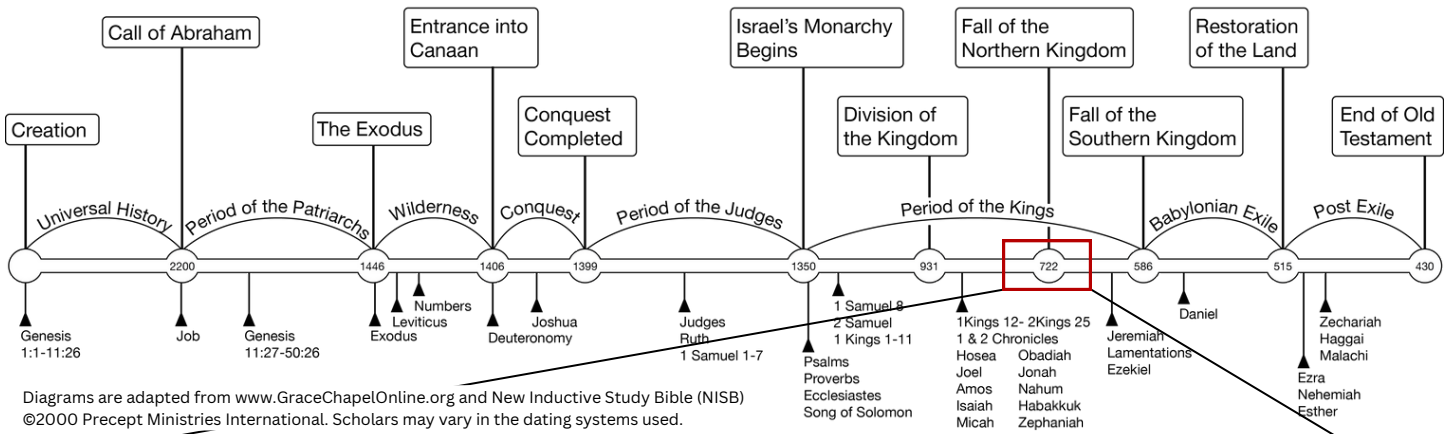 Creation
Call of Abraham
The Exodus
Entrance into
Canaan
Conquest
Completed
Israel's Monarchy
Begins
Division of
the Kingdom
Fall of the
Northern Kingdom
Fall of the
Southern Kingdom
Restoration
of the Land
End of Old
Testament
Universal History
Period of the Patriarchs
Wilderness
Conquest
Period of the Judges
Period of the Kings
Babylonian Exile
Post Exile
2200
1446
1406
1399
1350
931
722
586
515
430
Genesis
1:1-11:26
Job
Genesis
11:27-50:26
Exodus
Leviticus
Numbers
Deuteronomy
Joshua
Judges
Ruth
1 Samuel 1-7
Psalms
Proverbs
Ecclesiastes
Song of Solomon
1 Samuel 8
2 Samuel
1 Kings 1-11
1Kings 12- 2Kings 25
1 & 2 Chronicles
Hosea
Joel
Amos
Isaiah
Micah
Obadiah
Jonah
Nahum
Habakkuk
Zephaniah
Jeremiah
Lamentations
Ezekiel
Daniel
Ezra
Nehemiah
Esther
Zechariah
Haggai
Malachi
Diagrams are adapted from www.GraceChapelOnline.org and New Inductive Study Bible (NISB)
©2000 Precept Ministries International. Scholars may vary in the dating systems used.